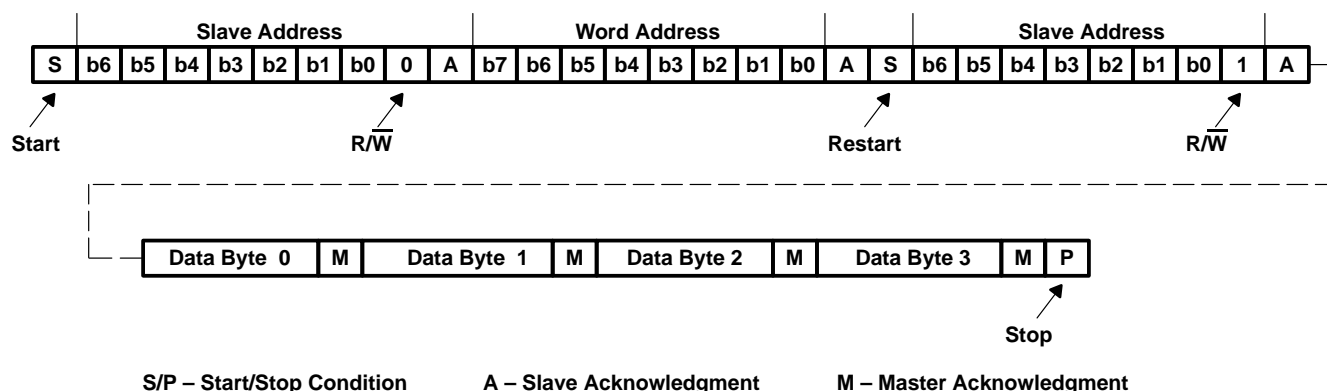 Slave Address Word Address Slave Address
S b6 b5 b4 b3 b2 b1 b0 0 A b7 b6 b5 b4 b3 b2 b1 b0 A S b6 b5 b4 b3 b2 b1 b0 1 A
Start R/W̅ Restart R/W̅
Data Byte 0 M Data Byte 1 M Data Byte 2 M Data Byte 3 M P
Stop
S/P – Start/Stop Condition A – Slave Acknowledgment M – Master Acknowledgment